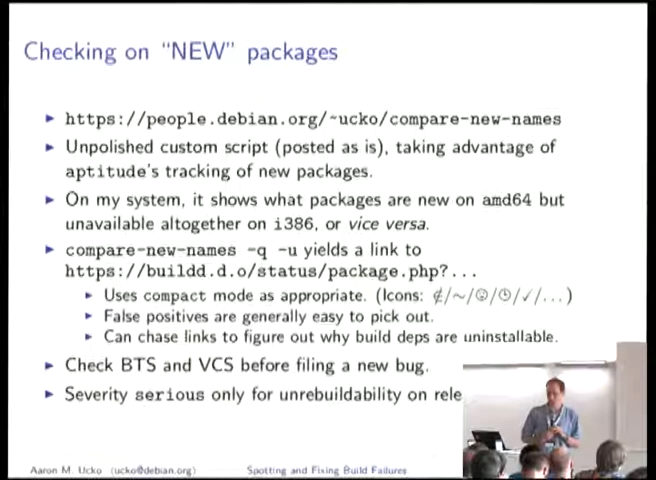 Checking on “NEW” packages
https://people.debian.org/~ucko/compare-new-names
Unpolished custom script (posted as is), taking advantage of
aptitude's tracking of new packages.
On my system, it shows what packages are new on amd64 but
unavailable altogether on i386, or vice versa.
compare-new-names -q -u yields a link to
https://buildd.d.o/status/package.php?...
Uses compact mode as appropriate. (Icons: ∉/~/☺/◷/✓/...)
False positives are generally easy to pick out.
Can chase links to figure out why build deps are uninstallable.
Check BTS and VCS before filing a new bug.
Severity serious only for unrebuildability on rele
Aaron M. Ucko (ucko@debian.org)
Spotting and Fixing Build Failures